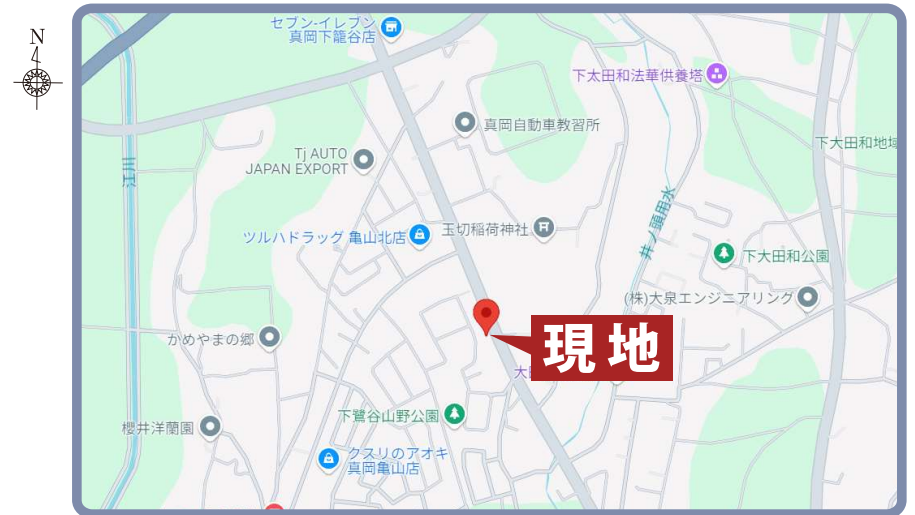 N
セブン-イレブン
真岡下籠谷店
下太田和法華供養塔
真岡自動車教習所
下大田和地域
Tj AUTO
JAPAN EXPORT
江川
ツルハドラッグ 亀山北店
玉切稲荷神社
井ノ頭用水
下大田和公園
(株)大泉エンジニアリング
現地
かめやまの郷
大
下鷺谷山野公園
櫻井洋蘭園
クスリのアオキ
真岡亀山店